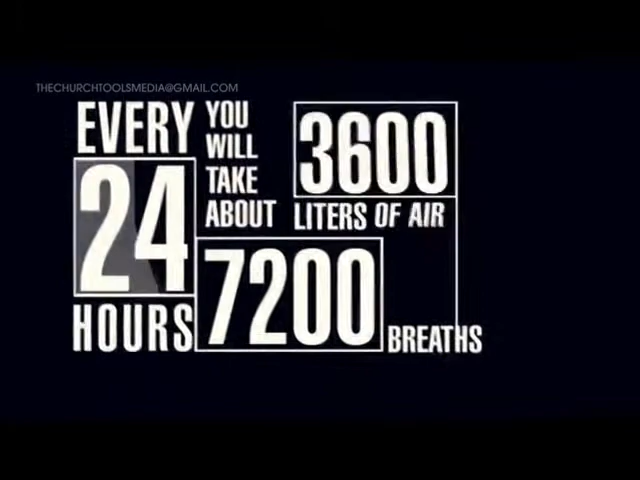 THECHURCHTOOLSMEDIA@GMAIL.COM
EVERY
24
HOURS
YOU
WILL
TAKE
ABOUT
7200
BREATHS
3600
LITERS OF AIR